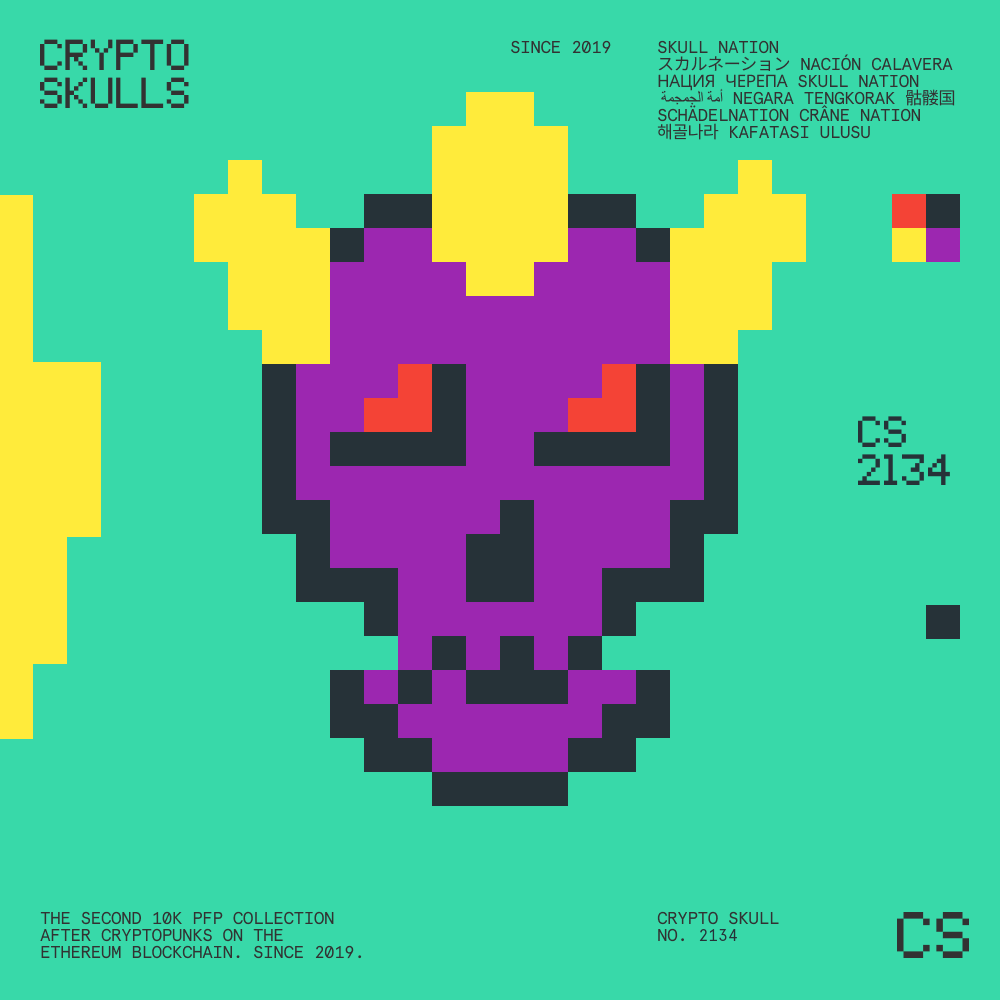 CRYPTO
SKULLS
SINCE 2019
SKULL NATION
スカルネーション NACIÓN CALAVERA
НАЦИЯ ЧЕРЕПА SKULL NATION
أمة الجمجمة NEGARA TENGKORAK 骷髅国
SCHÄDELNATION CRÂNE NATION
해골나라 KAFATASI ULUSU
CS
2134
THE SECOND 10K PFP COLLECTION
AFTER CRYPTOPUNKS ON THE
ETHEREUM BLOCKCHAIN. SINCE 2019.
CRYPTO SKULL
NO. 2134
CS